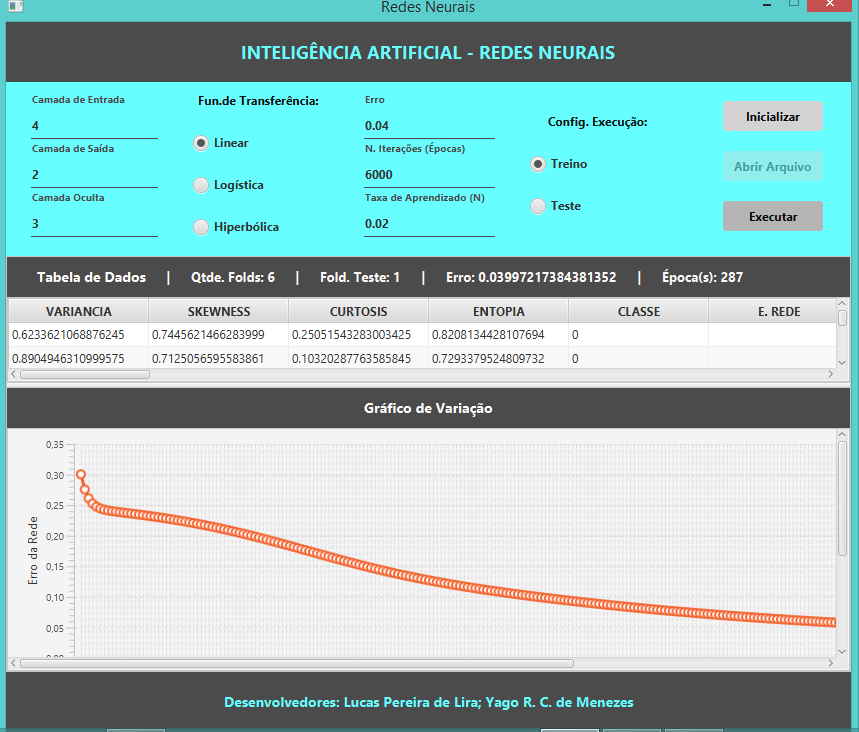 Redes Neurais
INTELIGÊNCIA ARTIFICIAL - REDES NEURAIS
Camada de Entrada
4
Camada de Saída
2
Camada Oculta
3
Fun.de Transferência:
Linear
Logística
Hiperbólica
Erro
0.04
N. Iterações (Épocas)
6000
Taxa de Aprendizado (N)
0.02
Config. Execução:
Treino
Teste
Inicializar
Abrir Arquivo
Executar
Tabela de Dados | Qtde. Folds: 6 | Fold. Teste: 1 | Erro: 0.03997217384381352 | Época(s): 287
VARIANCIA SKEWNESS CURTOSIS ENTOPIA CLASSE E. REDE
0.6233621068876245 0.7445621466283999 0.25051543283003425 0.8208134428107694 0
0.8904946310999575 0.7125056595583861 0.10320287763585845 0.7293379524809732 0
Gráfico de Variação
Erro da Rede
0,35
0,30
0,25
0,20
0,15
0,10
0,05
Desenvolvedores: Lucas Pereira de Lira; Yago R. C. de Menezes